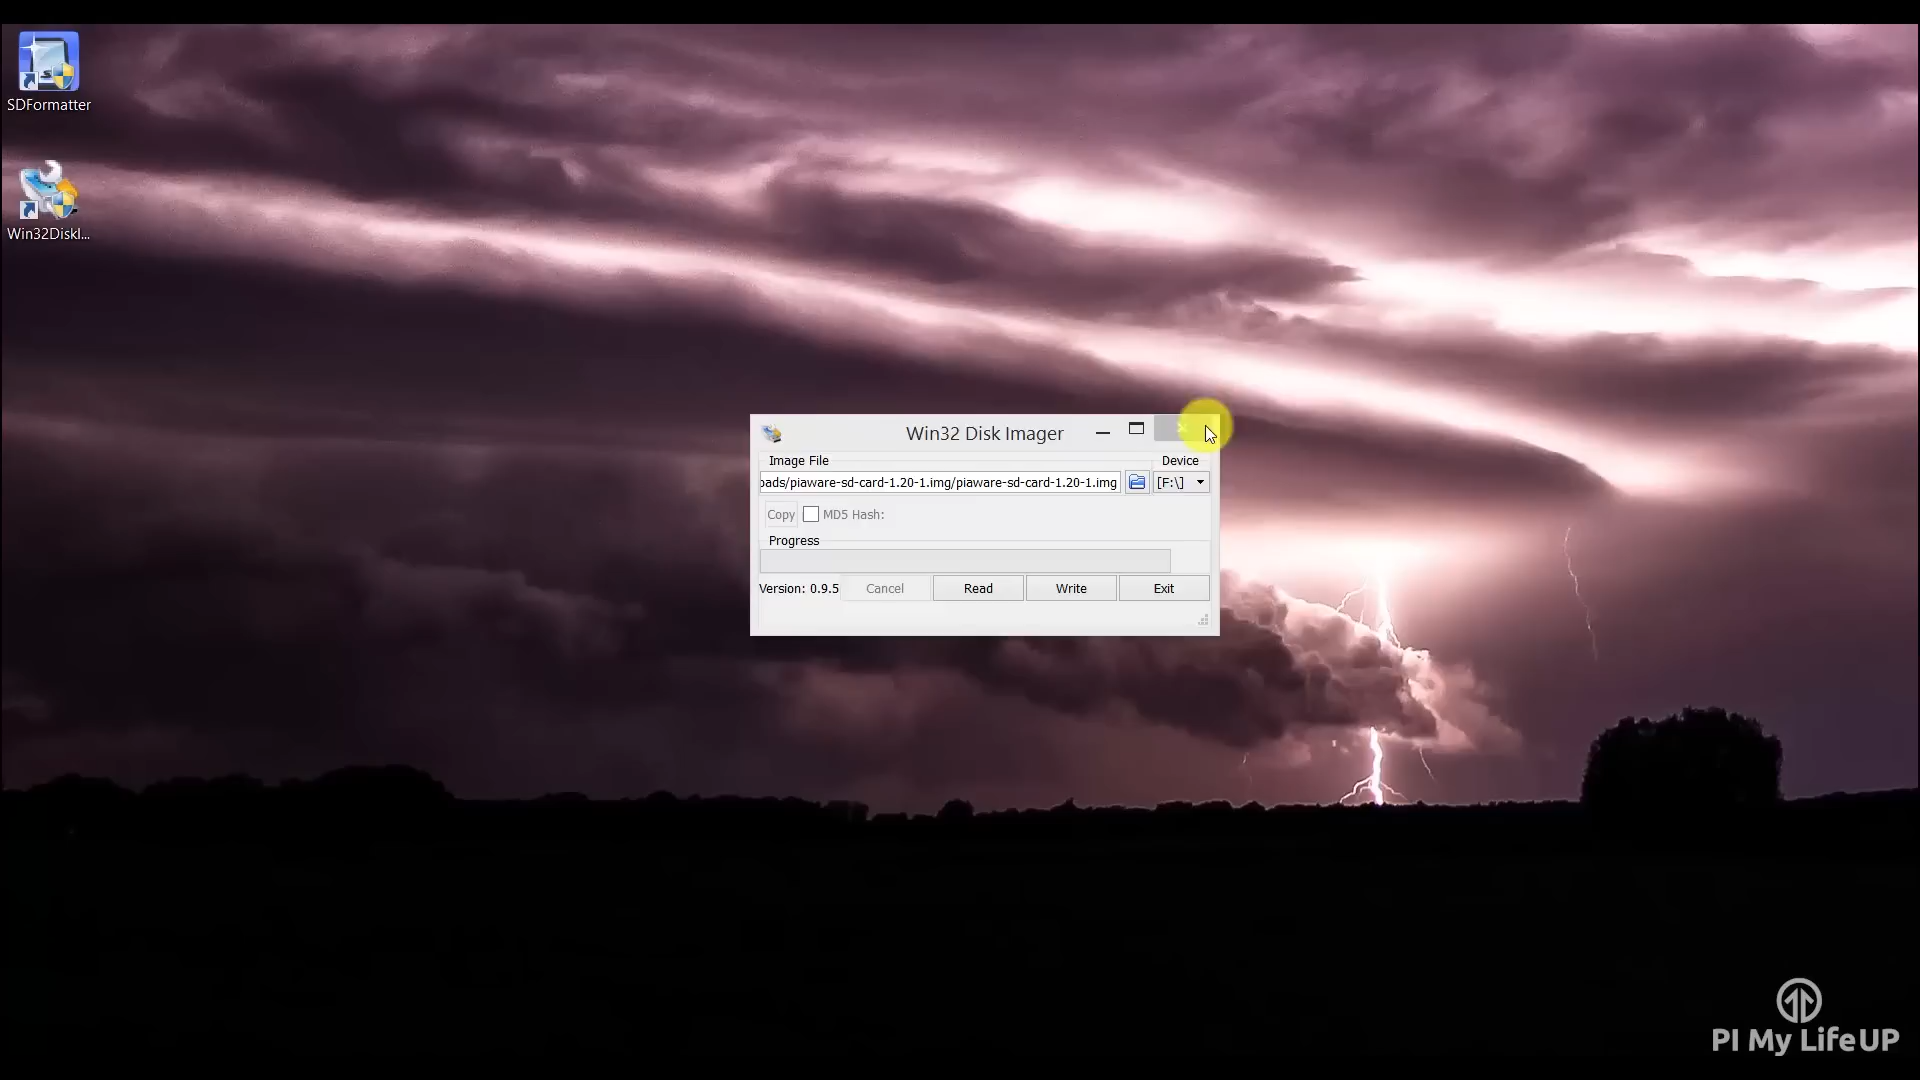 SDFormatter
Win32DiskI...
Win32 Disk Imager
Image File
Device
oads/piaware-sd-card-1.20-1.img/piaware-sd-card-1.20-1.img
[F:\]
Copy
MD5 Hash:
Progress
Version: 0.9.5
Cancel
Read
Write
Exit
PI My LifeUP